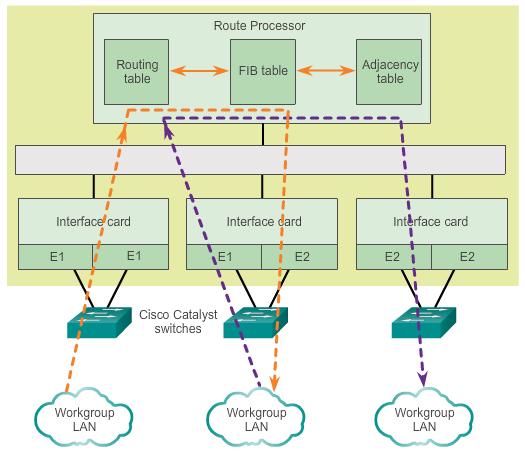 Route Processor
Routing
table
FIB table
Adjacency
table
Interface card
Interface card
Interface card
E1
E1
E1
E2
E2
E2
Cisco Catalyst
switches
Workgroup
LAN
Workgroup
LAN
Workgroup
LAN